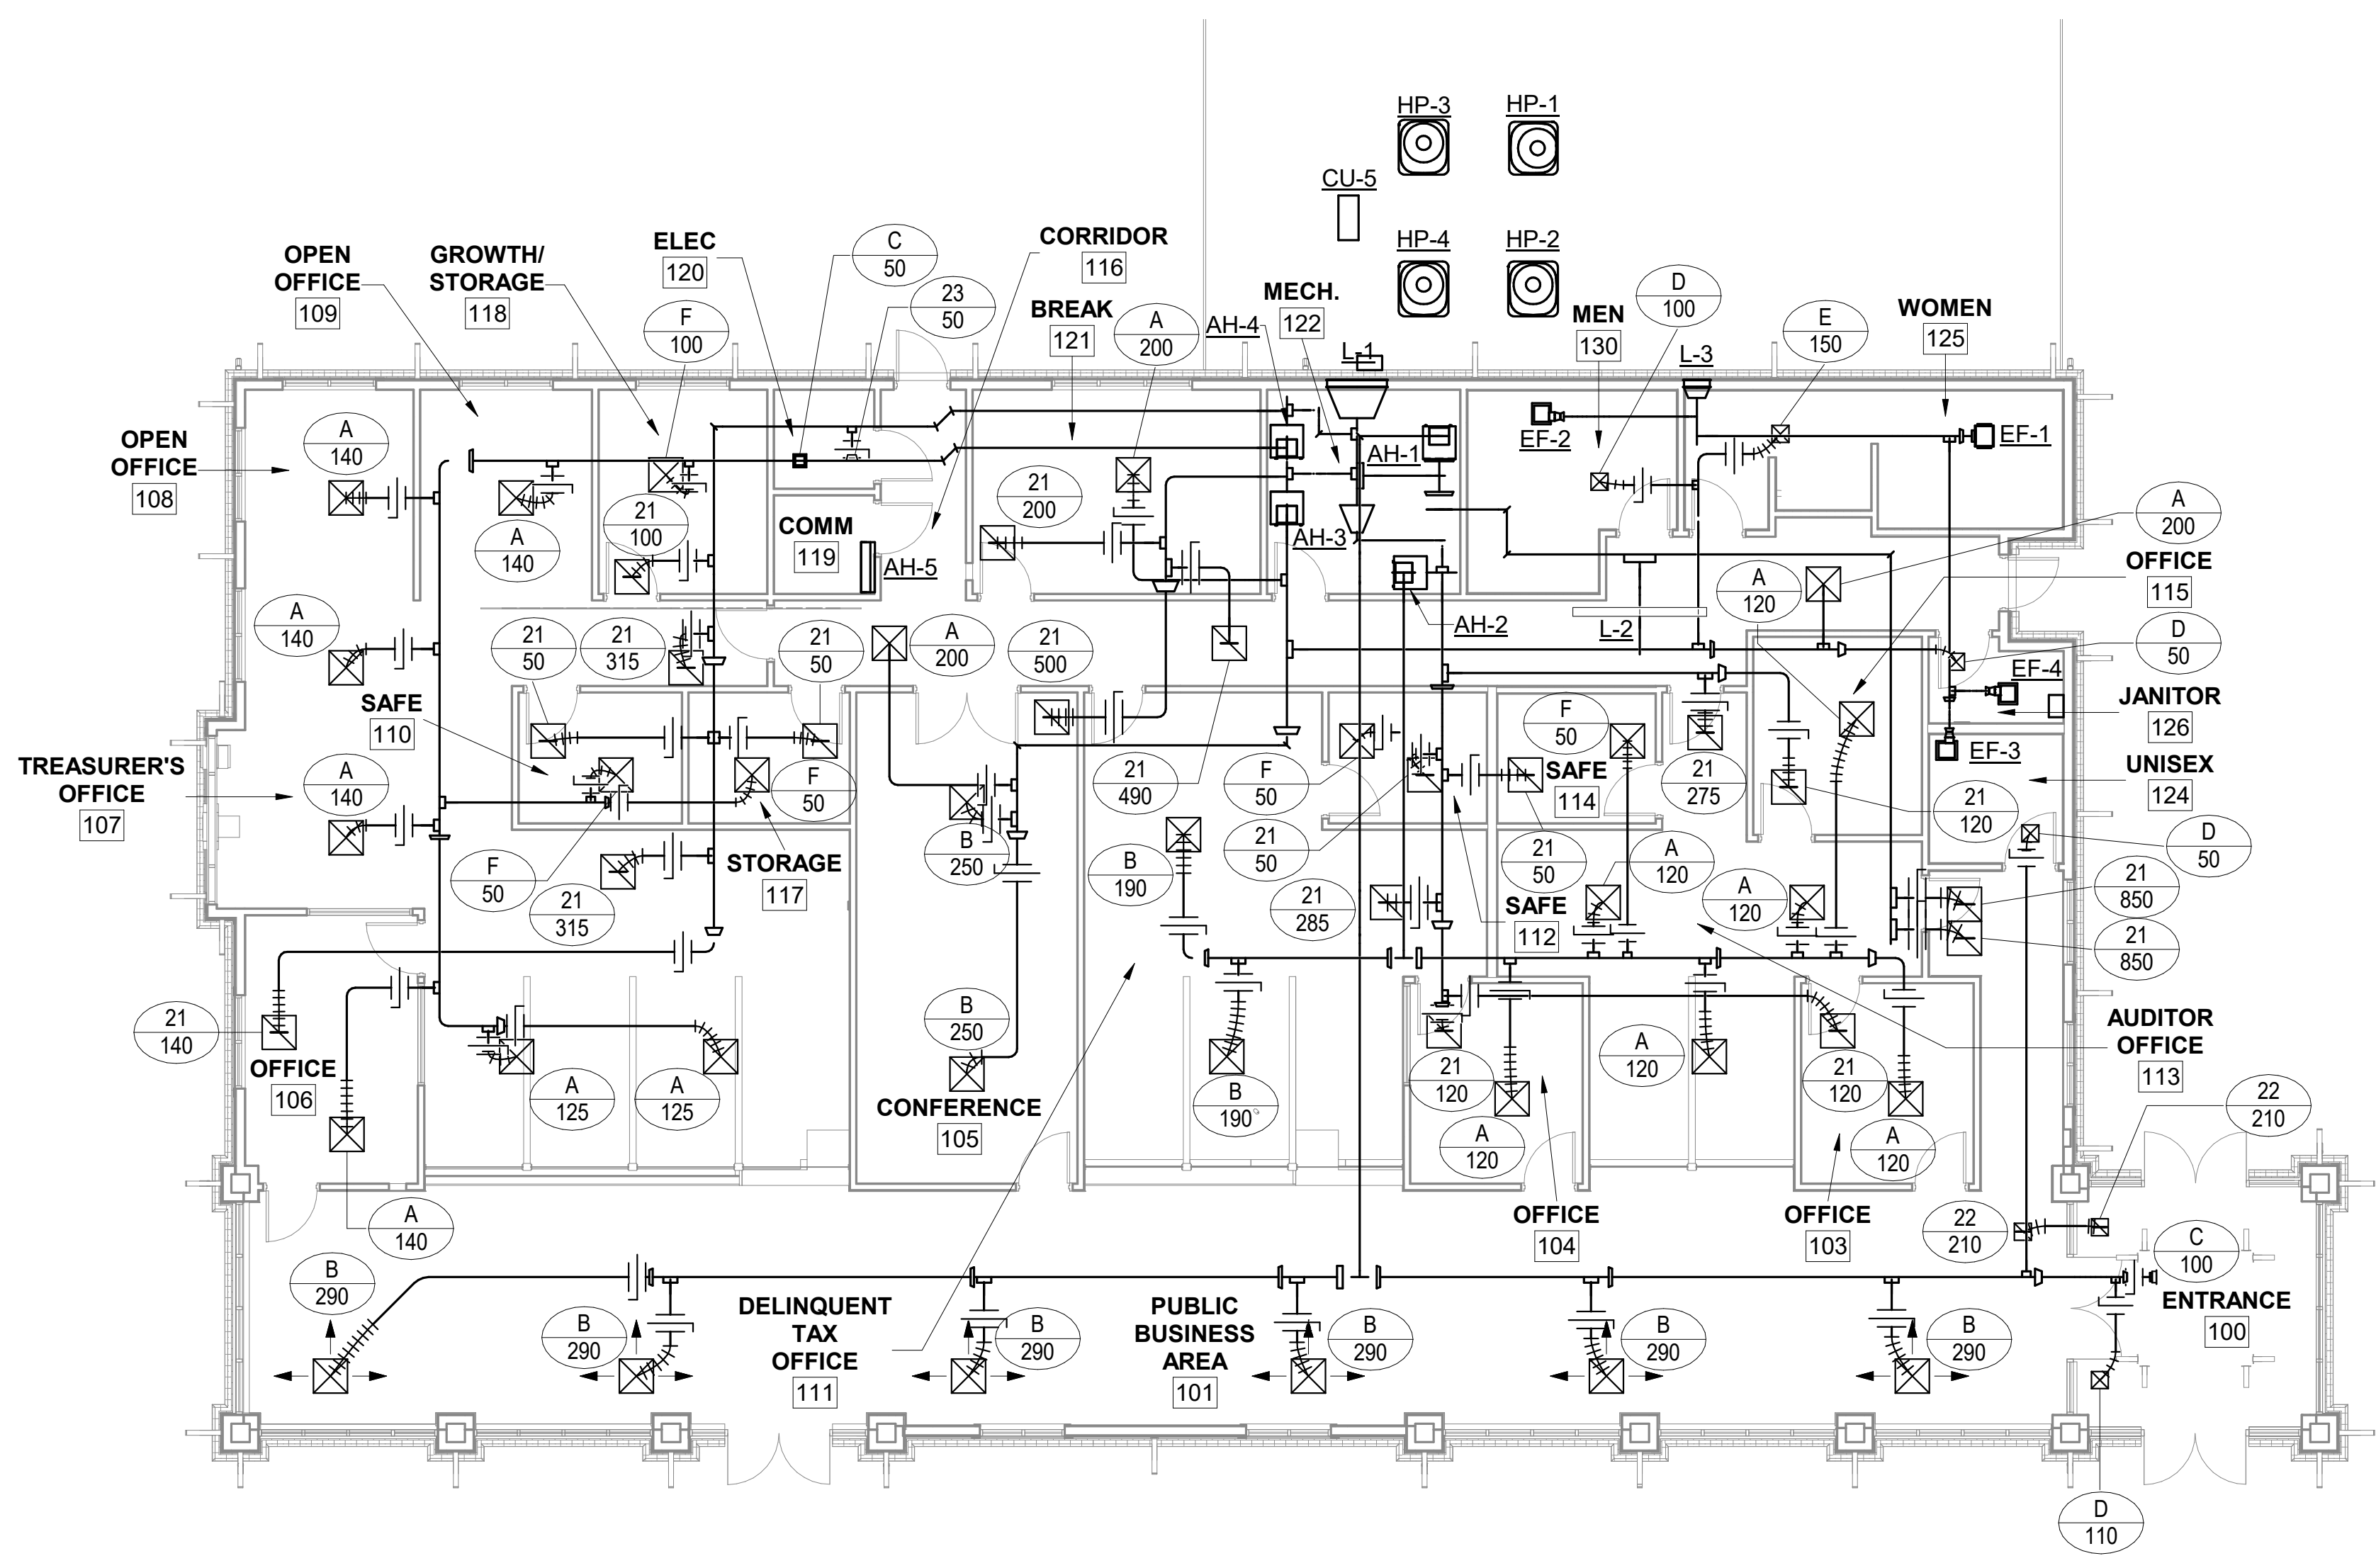 HP-3
HP-1
CU-5
HP-4
HP-2
OPEN
OFFICE
109
GROWTH/
STORAGE
118
ELEC
120
C
50
23
50
CORRIDOR
116
BREAK
121
A
200
F
100
MECH.
122
AH-4
L-1
D
100
MEN
130
L-3
E
150
WOMEN
125
OPEN
OFFICE
108
A
140
A
140
21
100
COMM
119
AH-5
21
200
AH-1
AH-3
EF-2
EF-1
A
200
OFFICE
115
A
120
D
50
AH-2
L-2
EF-4
JANITOR
126
EF-3
UNISEX
124
A
140
21
50
21
315
21
50
A
200
21
500
SAFE
110
TREASURER'S
OFFICE
107
A
140
F
50
F
50
STORAGE
117
21
315
B
250
21
490
B
190
F
50
21
50
21
285
F
50
SAFE
114
21
50
SAFE
112
A
120
21
275
A
120
21
120
D
50
21
850
21
850
21
140
OFFICE
106
A
125
A
125
B
250
CONFERENCE
105
B
190
21
120
A
120
A
120
21
120
A
120
AUDITOR
OFFICE
113
22
210
A
140
OFFICE
104
OFFICE
103
22
210
C
100
ENTRANCE
100
B
290
B
290
DELINQUENT
TAX
OFFICE
111
B
290
PUBLIC
BUSINESS
AREA
101
B
290
B
290
B
290
D
110